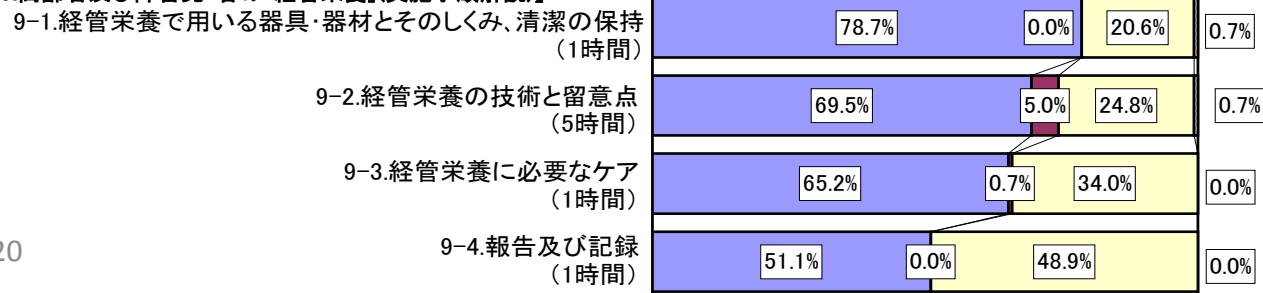 9-1.経管栄養で用いる器具・器材とそのしくみ、清潔の保持
（1時間）
78.7%
0.0%
20.6%
0.7%
9-2.経管栄養の技術と留意点
（5時間）
69.5%
5.0%
24.8%
0.7%
9-3.経管栄養に必要なケア
（1時間）
65.2%
0.7%
34.0%
0.0%
20
9-4.報告及び記録
（1時間）
51.1%
0.0%
48.9%
0.0%